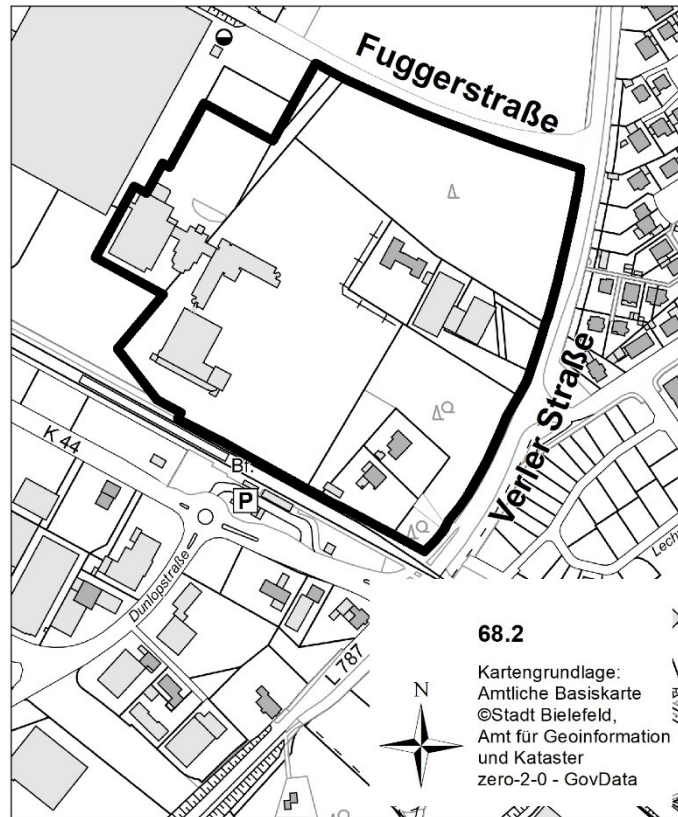 Fuggerstraße
Verler Straße
K 44
Bf.
P
Dunlopstraße
L 787
68.2
Kartengrundlage:
Amtliche Basiskarte
©Stadt Bielefeld,
Amt für Geoinformation
und Kataster
zero-2-0 - GovData
N